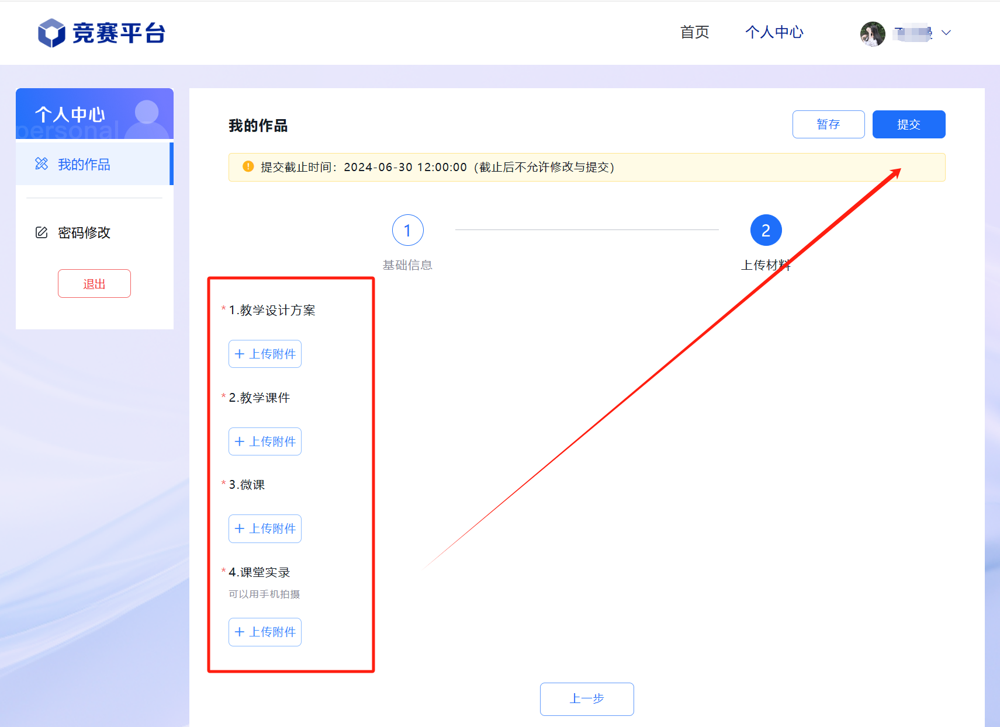 竞赛平台
首页
个人中心
个人中心
personal
我的作品
密码修改
退出
我的作品
暂存
提交
提交截止时间：2024-06-30 12:00:00（截止后不允许修改与提交）
1
2
基础信息
上传材料
*1.教学设计方案
+ 上传附件
*2.教学课件
+ 上传附件
*3.微课
+ 上传附件
*4.课堂实录
可以用手机拍摄
+ 上传附件
上一步